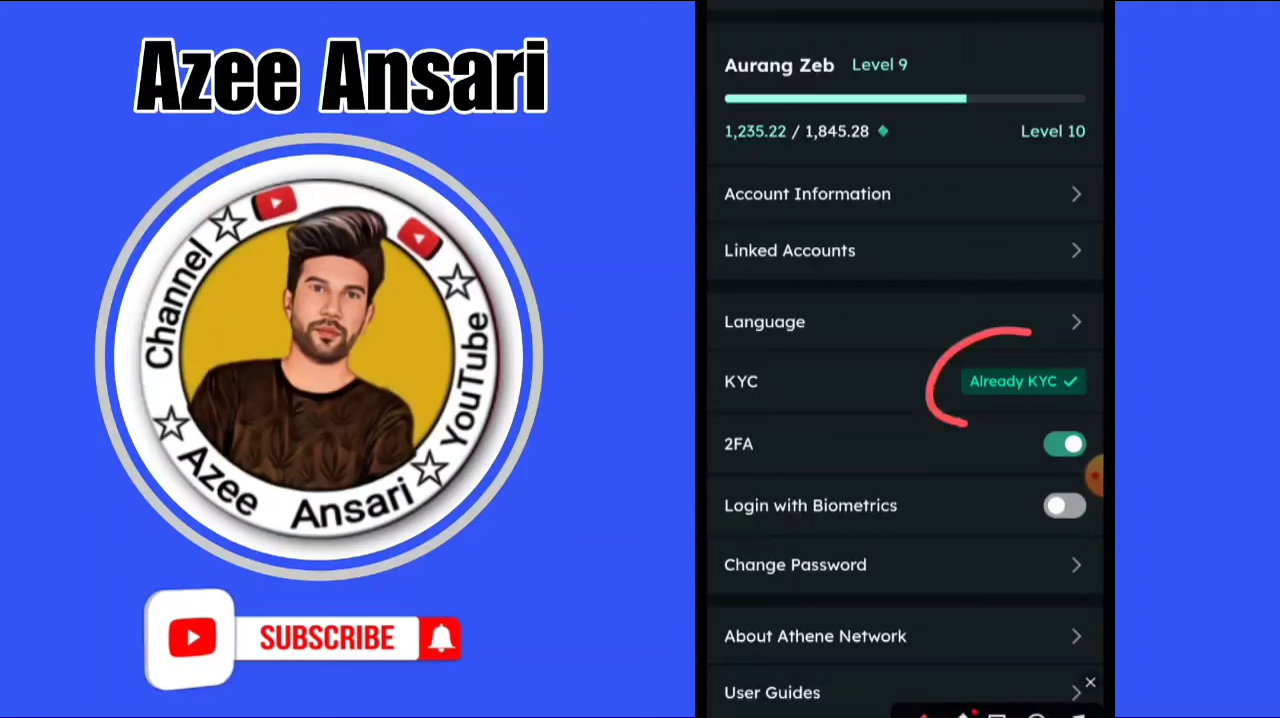 Azee Ansari
Channel
YouTube
Azee Ansari
SUBSCRIBE
Aurang Zeb Level 9
1,235.22 / 1,845.28 Level 10
Account Information
Linked Accounts
Language
KYC Already KYC
2FA
Login with Biometrics
Change Password
About Athene Network
User Guides